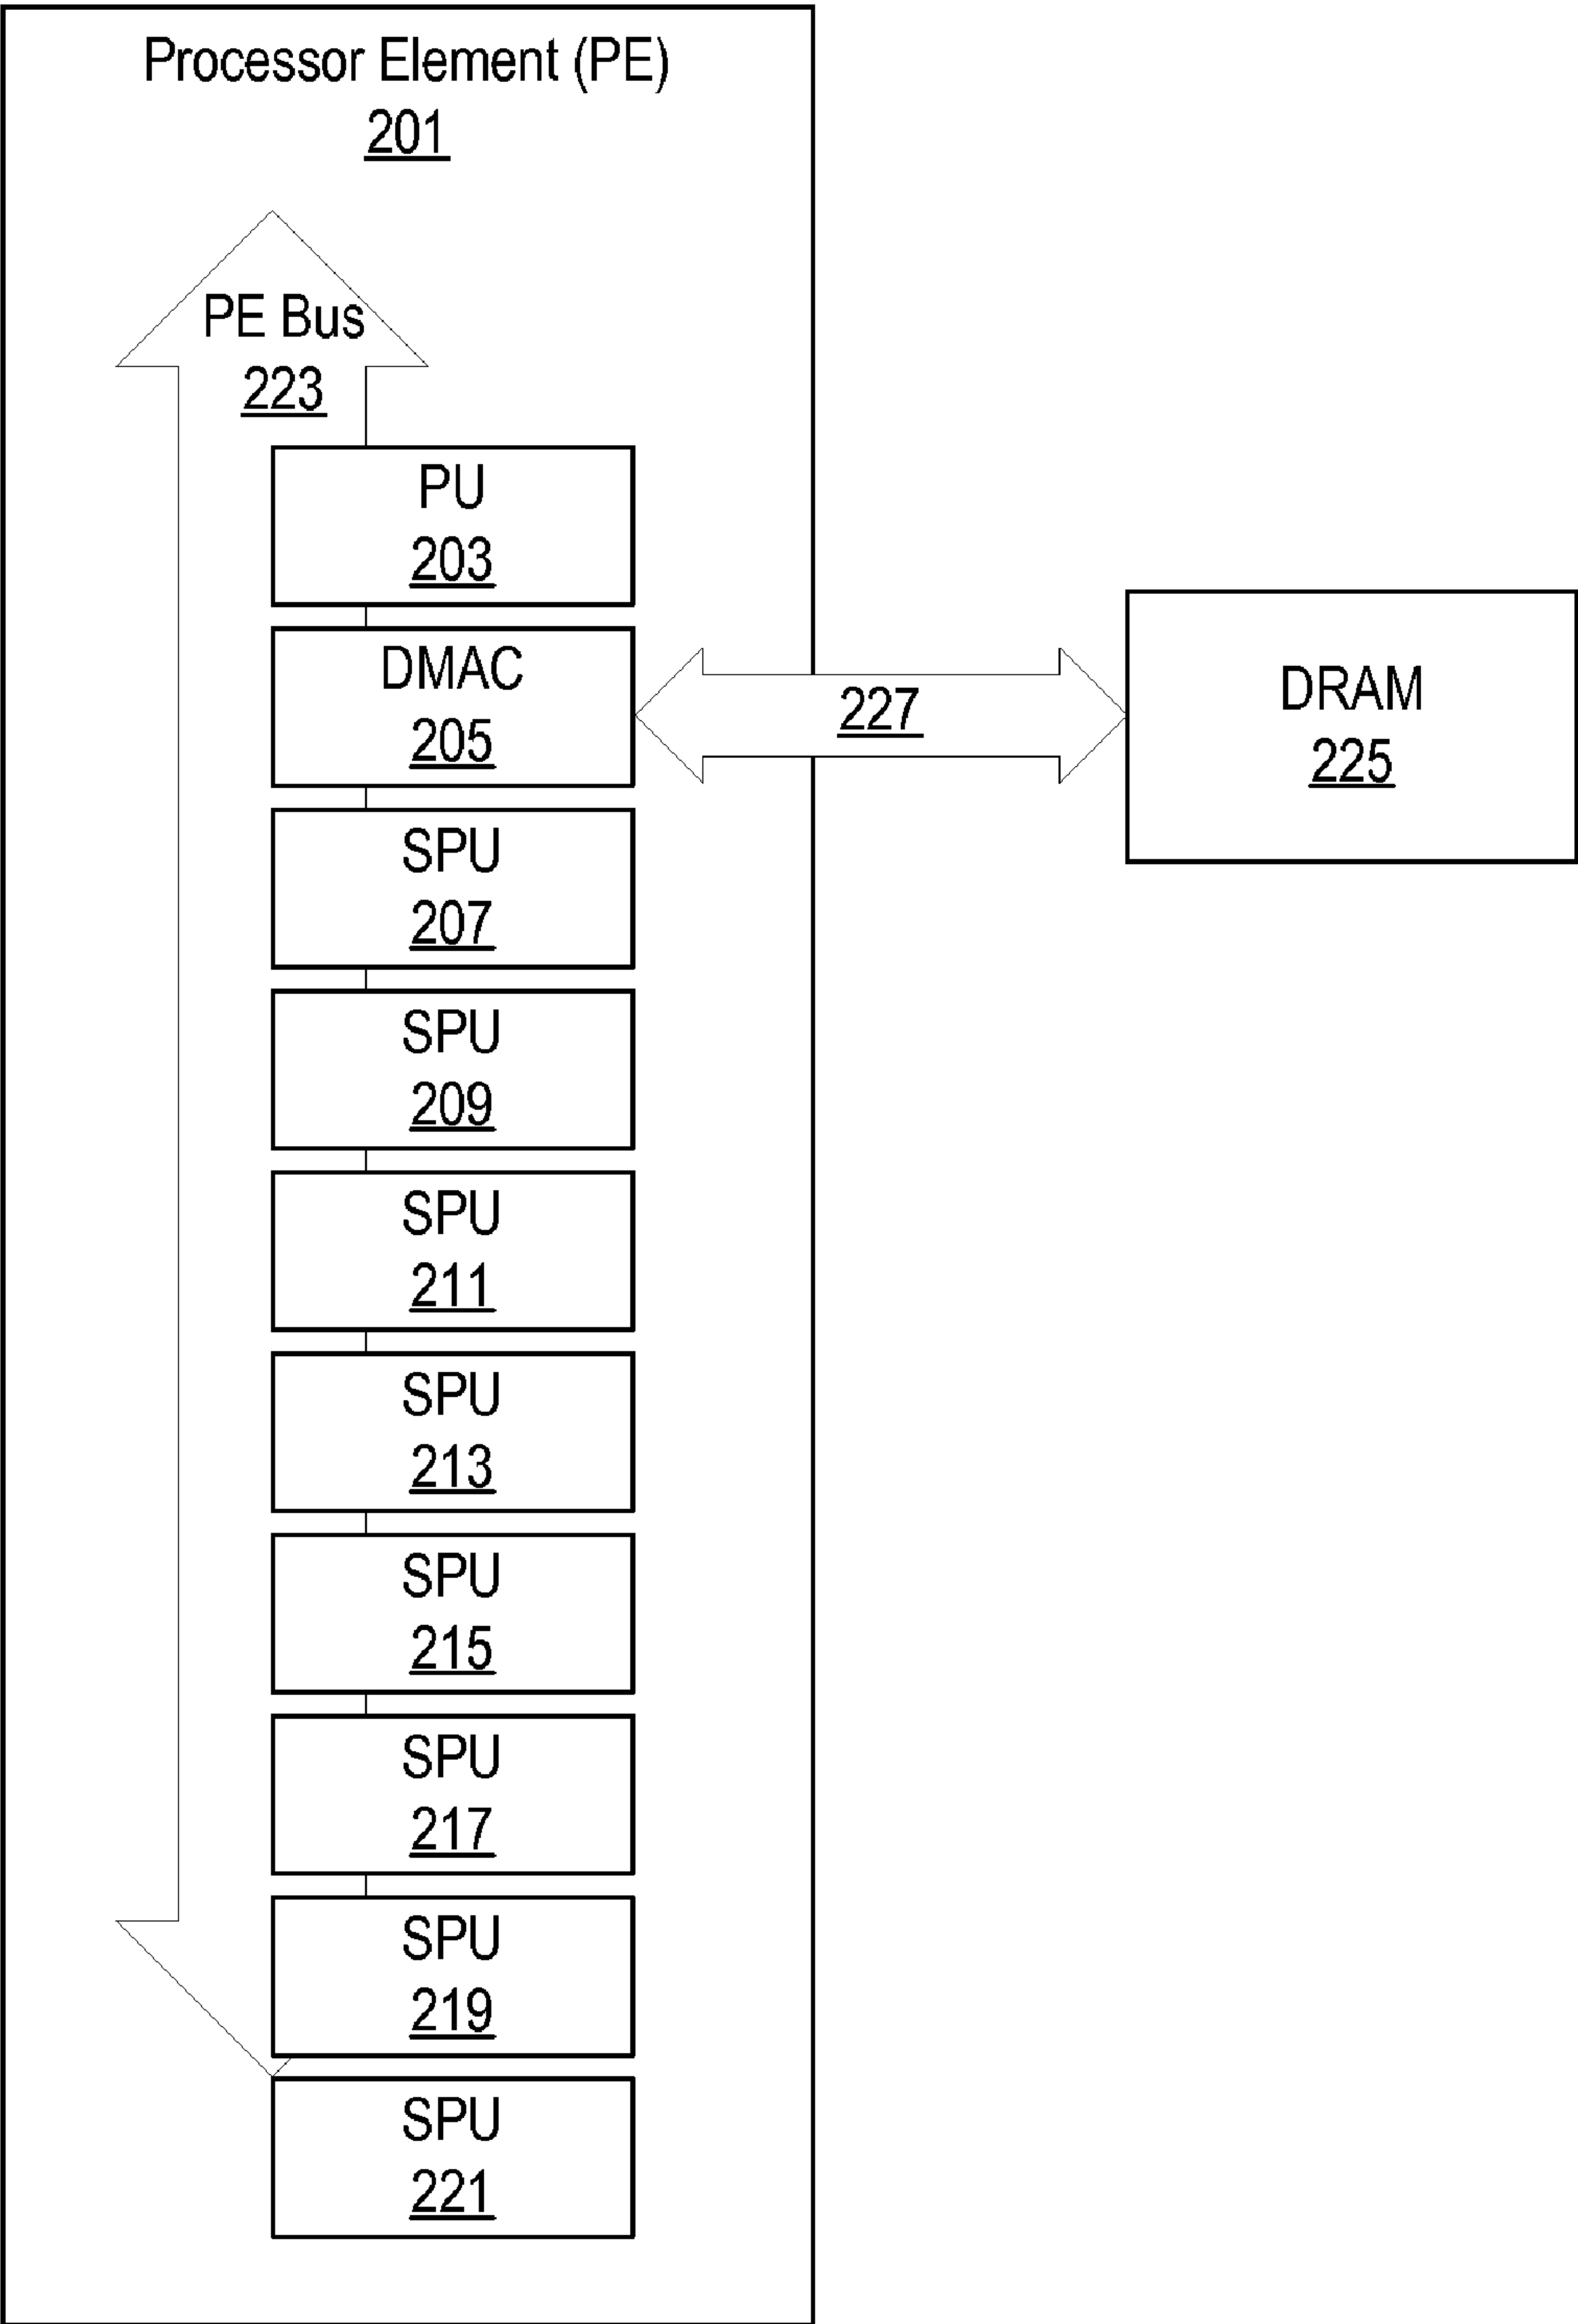 Processor Element (PE)
201
PE Bus
223
PU
203
DMAC
205
227
DRAM
225
SPU
207
SPU
209
SPU
211
SPU
213
SPU
215
SPU
217
SPU
219
SPU
221